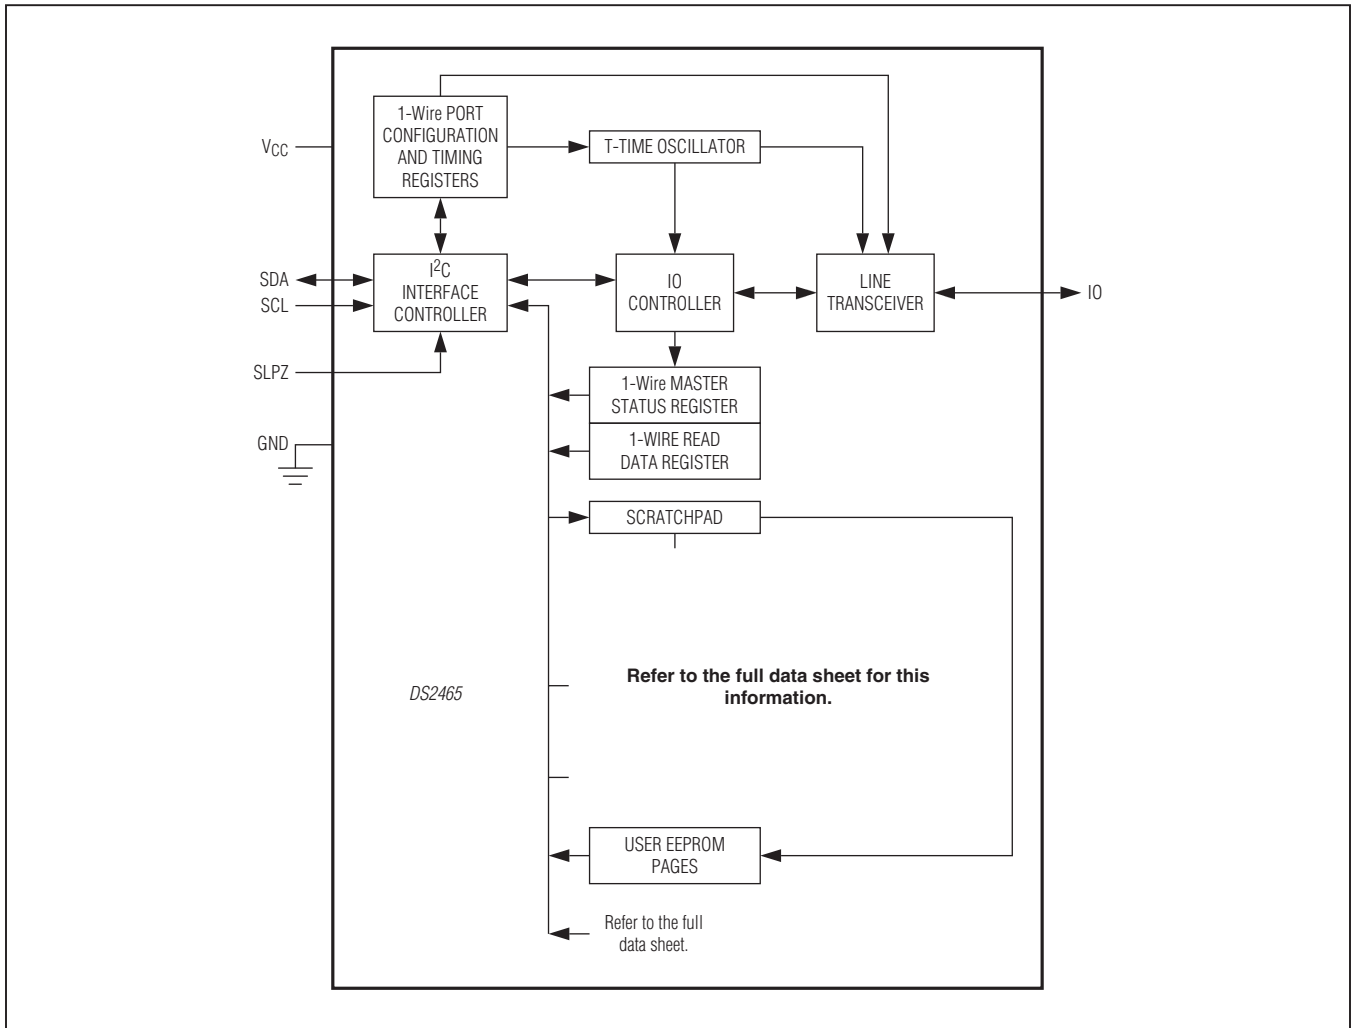 1-Wire PORT
CONFIGURATION
AND TIMING
REGISTERS
T-TIME OSCILLATOR
VCC
SDA
SCL
I2C
INTERFACE
CONTROLLER
IO
CONTROLLER
LINE
TRANSCEIVER
IO
SLPZ
1-Wire MASTER
STATUS REGISTER
GND
1-WIRE READ
DATA REGISTER
SCRATCHPAD
DS2465
Refer to the full data sheet for this
information.
USER EEPROM
PAGES
Refer to the full
data sheet.